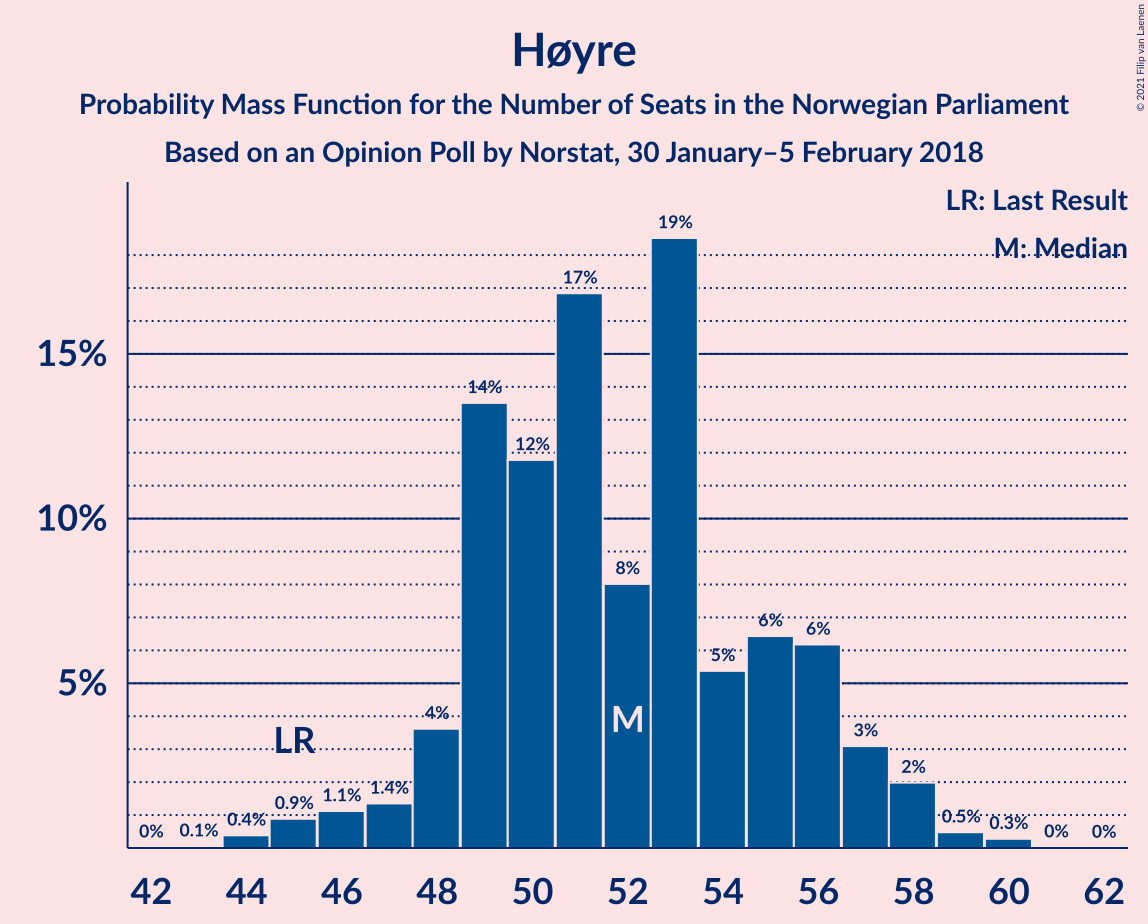 Høyre
Probability Mass Function for the Number of Seats in the Norwegian Parliament
Based on an Opinion Poll by Norstat, 30 January–5 February 2018
© 2021 Filip van Laenen
LR: Last Result
M: Median
15%
10%
5%
0%
0.1%
0.4%
0.9%
1.1%
1.4%
4%
14%
12%
17%
8%
19%
5%
6%
6%
3%
2%
0.5%
0.3%
0%
0%
LR
M
42 44 46 48 50 52 54 56 58 60 62